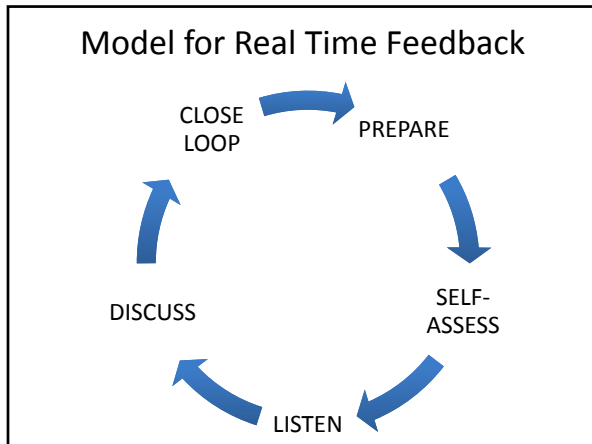 Model for Real Time Feedback
CLOSE
LOOP
PREPARE
SELF-
ASSESS
LISTEN
DISCUSS